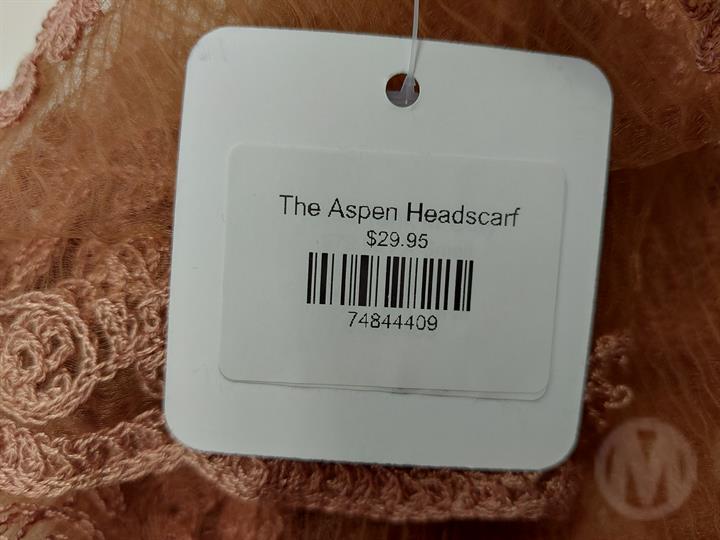 The Aspen Headscarf
$29.95
74844409
M